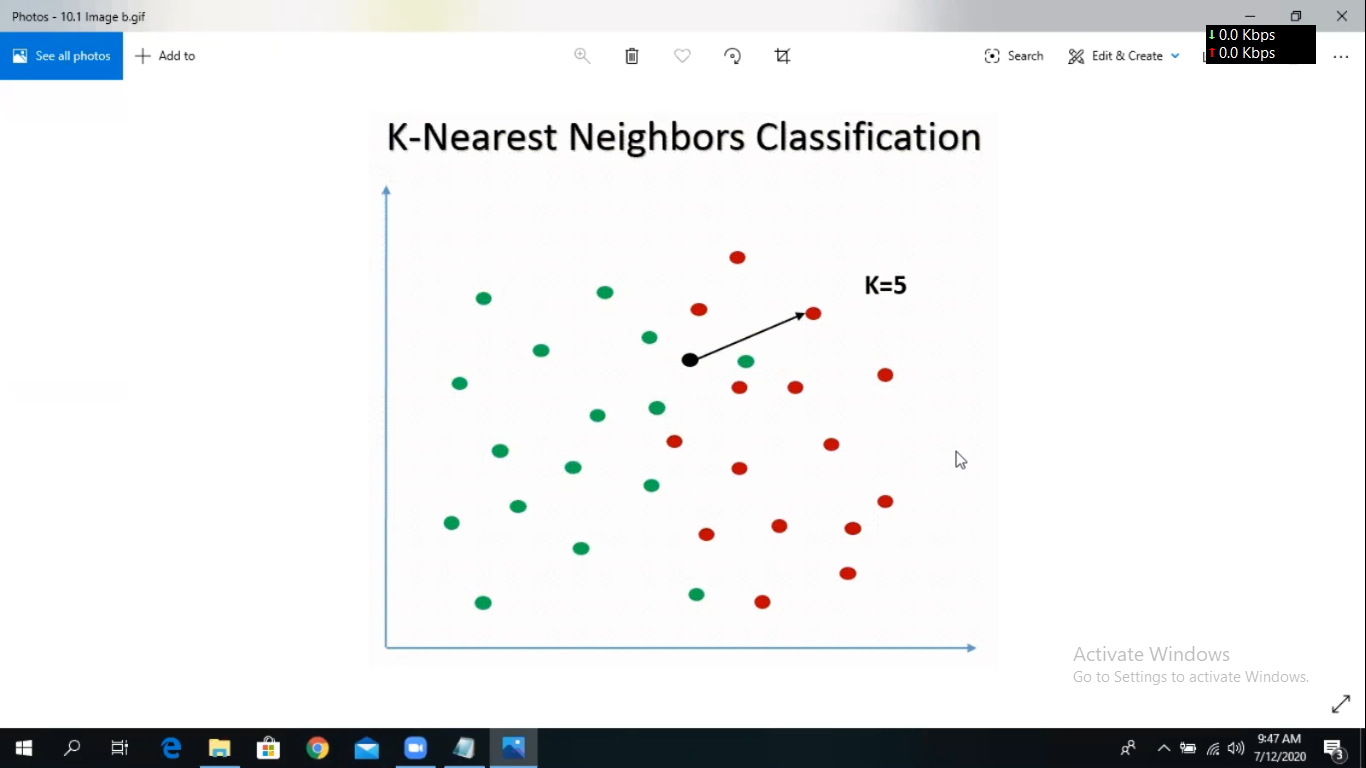 Photos - 10.1 Image b.gif
0.0 Kbps
0.0 Kbps
See all photos
Add to
Search
Edit & Create
K-Nearest Neighbors Classification
K=5
Activate Windows
Go to Settings to activate Windows.
9:47 AM
7/12/2020
3